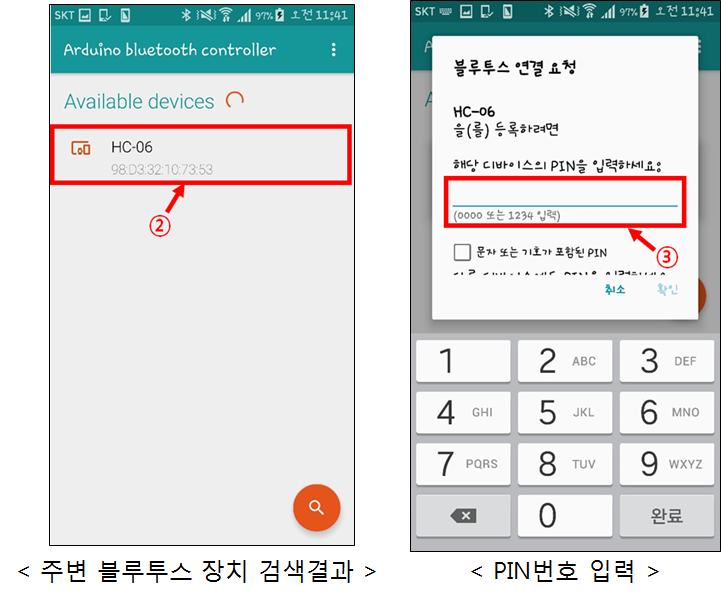 SKT 97% 오전 11:41
Arduino bluetooth controller
Available devices
HC-06
98:D3:32:10:73:53
②
< 주변 블루투스 장치 검색결과 >
SKT 97% 오전 11:41
블루투스 연결 요청
HC-06
을(를) 등록하려면
해당 디바이스의 PIN을 입력하세요:
(0000 또는 1234 입력)
③
문자 또는 기호가 포함된 PIN
취소 확인
1 2 ABC 3 DEF
4 GHI 5 JKL 6 MNO
7 PQRS 8 TUV 9 WXYZ
0 완료
< PIN번호 입력 >